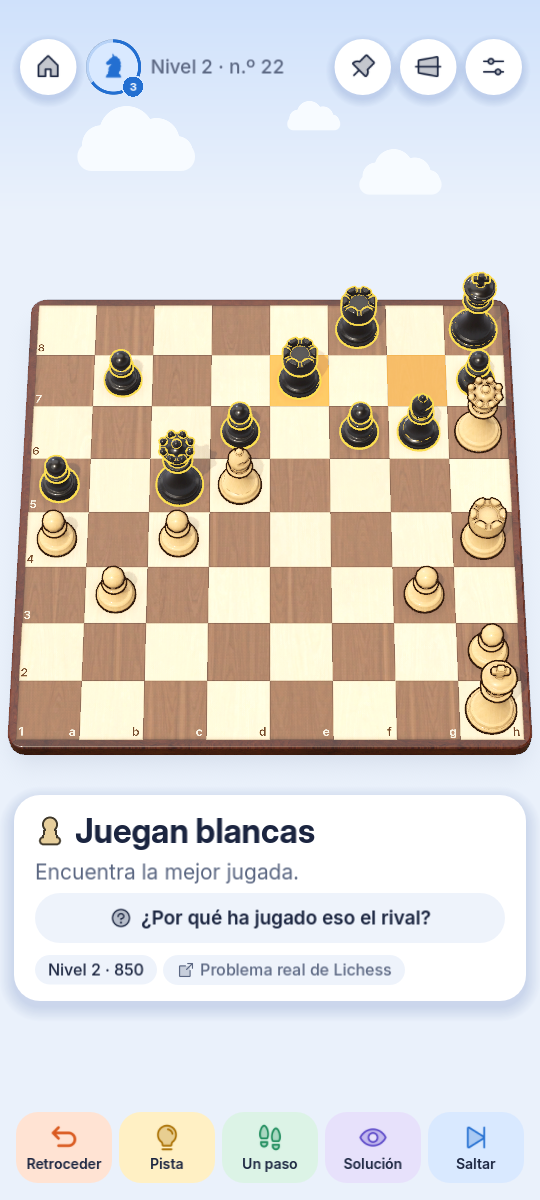 Nivel 2 · n.º 22
3
8
7
6
5
4
3
2
1 a b c d e f g h
Juegan blancas
Encuentra la mejor jugada.
¿Por qué ha jugado eso el rival?
Nivel 2 · 850
Problema real de Lichess
Retroceder
Pista
Un paso
Solución
Saltar